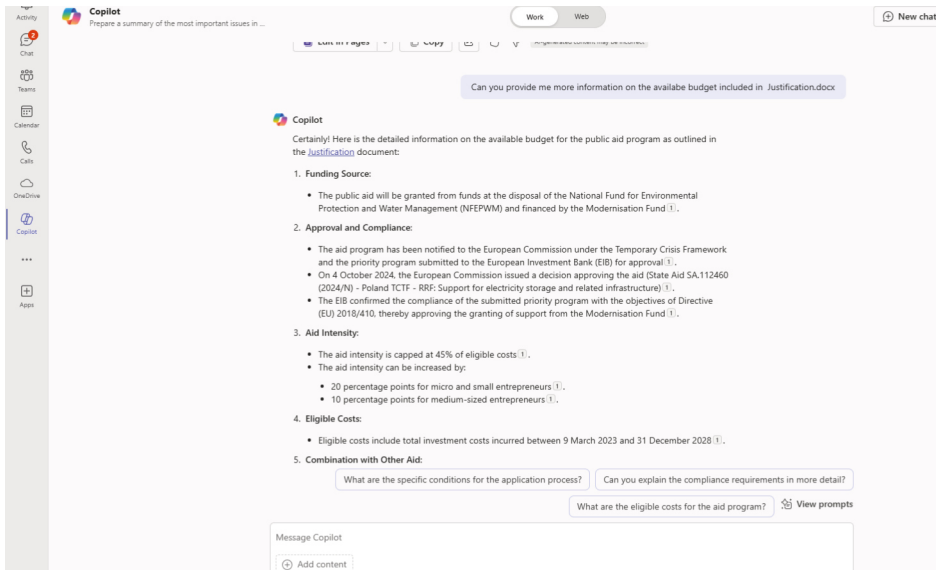 Activity
Copilot
Prepare a summary of the most important issues in ...
Work
Web
New chat
2
Chat
Teams
Calendar
Calls
OneDrive
Copilot
Apps
Edit in Pages
Copy
AI-generated content may be incorrect
Can you provide me more information on the availabe budget included in Justification.docx
Copilot
Certainly! Here is the detailed information on the available budget for the public aid program as outlined in
the Justification document:
1. Funding Source:
• The public aid will be granted from funds at the disposal of the National Fund for Environmental
Protection and Water Management (NFEPWM) and financed by the Modernisation Fund 1.
2. Approval and Compliance:
• The aid program has been notified to the European Commission under the Temporary Crisis Framework
and the priority program submitted to the European Investment Bank (EIB) for approval 1.
• On 4 October 2024, the European Commission issued a decision approving the aid (State Aid SA.112460
(2024/N) - Poland TCTF - RRF: Support for electricity storage and related infrastructure) 1.
• The EIB confirmed the compliance of the submitted priority program with the objectives of Directive
(EU) 2018/410, thereby approving the granting of support from the Modernisation Fund 1.
3. Aid Intensity:
• The aid intensity is capped at 45% of eligible costs 1.
• The aid intensity can be increased by:
• 20 percentage points for micro and small entrepreneurs 1.
• 10 percentage points for medium-sized entrepreneurs 1.
4. Eligible Costs:
• Eligible costs include total investment costs incurred between 9 March 2023 and 31 December 2028 1.
5. Combination with Other Aid:
What are the specific conditions for the application process?
Can you explain the compliance requirements in more detail?
What are the eligible costs for the aid program?
View prompts
Message Copilot
Add content